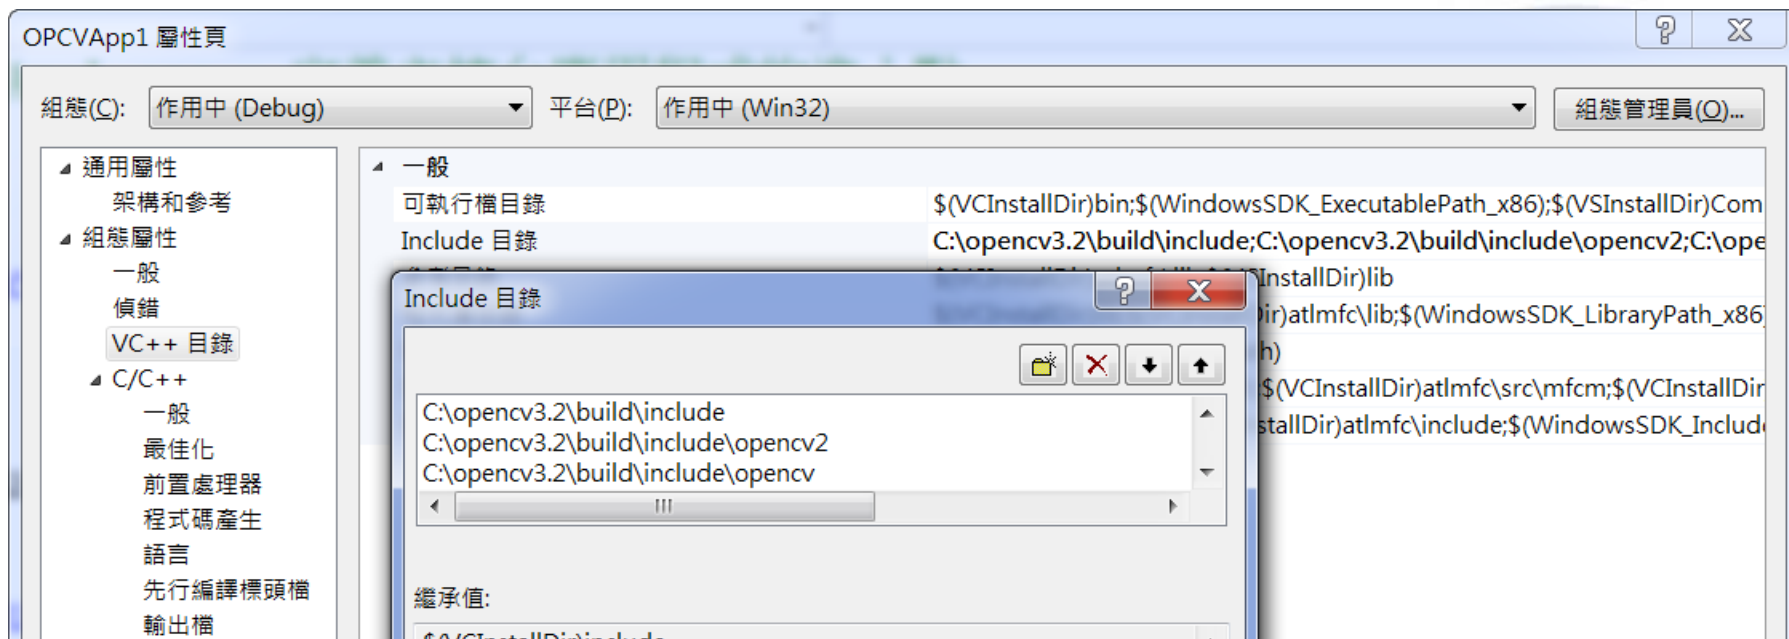 OPCVApp1 屬性頁
組態(C): 作用中 (Debug) 平台(P): 作用中 (Win32) 組態管理員(O)...
通用屬性
架構和參考
組態屬性
一般
偵錯
VC++ 目錄
C/C++
一般
最佳化
前置處理器
程式碼產生
語言
先行編譯標頭檔
輸出檔
一般
可執行檔目錄 $(VCInstallDir)bin;$(WindowsSDK_ExecutablePath_x86);$(VSInstallDir)Com
Include 目錄 C:\opencv3.2\build\include;C:\opencv3.2\build\include\opencv2;C:\ope
InstallDir)lib
ir)atlmfc\lib;$(WindowsSDK_LibraryPath_x86
h)
$(VCInstallDir)atlmfc\src\mfcm;$(VCInstallDir
stallDir)atlmfc\include;$(WindowsSDK_Includ
Include 目錄
C:\opencv3.2\build\include
C:\opencv3.2\build\include\opencv2
C:\opencv3.2\build\include\opencv
繼承值:
$(VCInstallDir)include